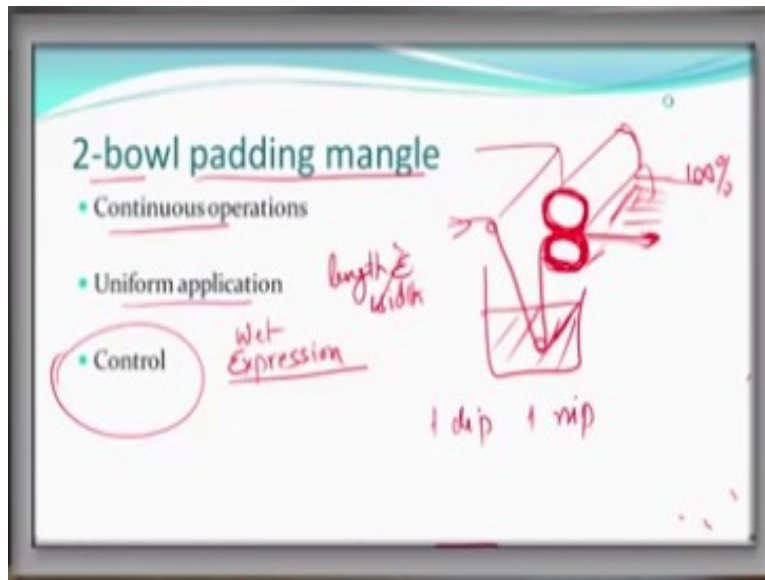 2-bowl padding mangle
• Continuous operations
• Uniform application
length &
width
• Control
Wet
Expression
100%
1 dip 1 nip